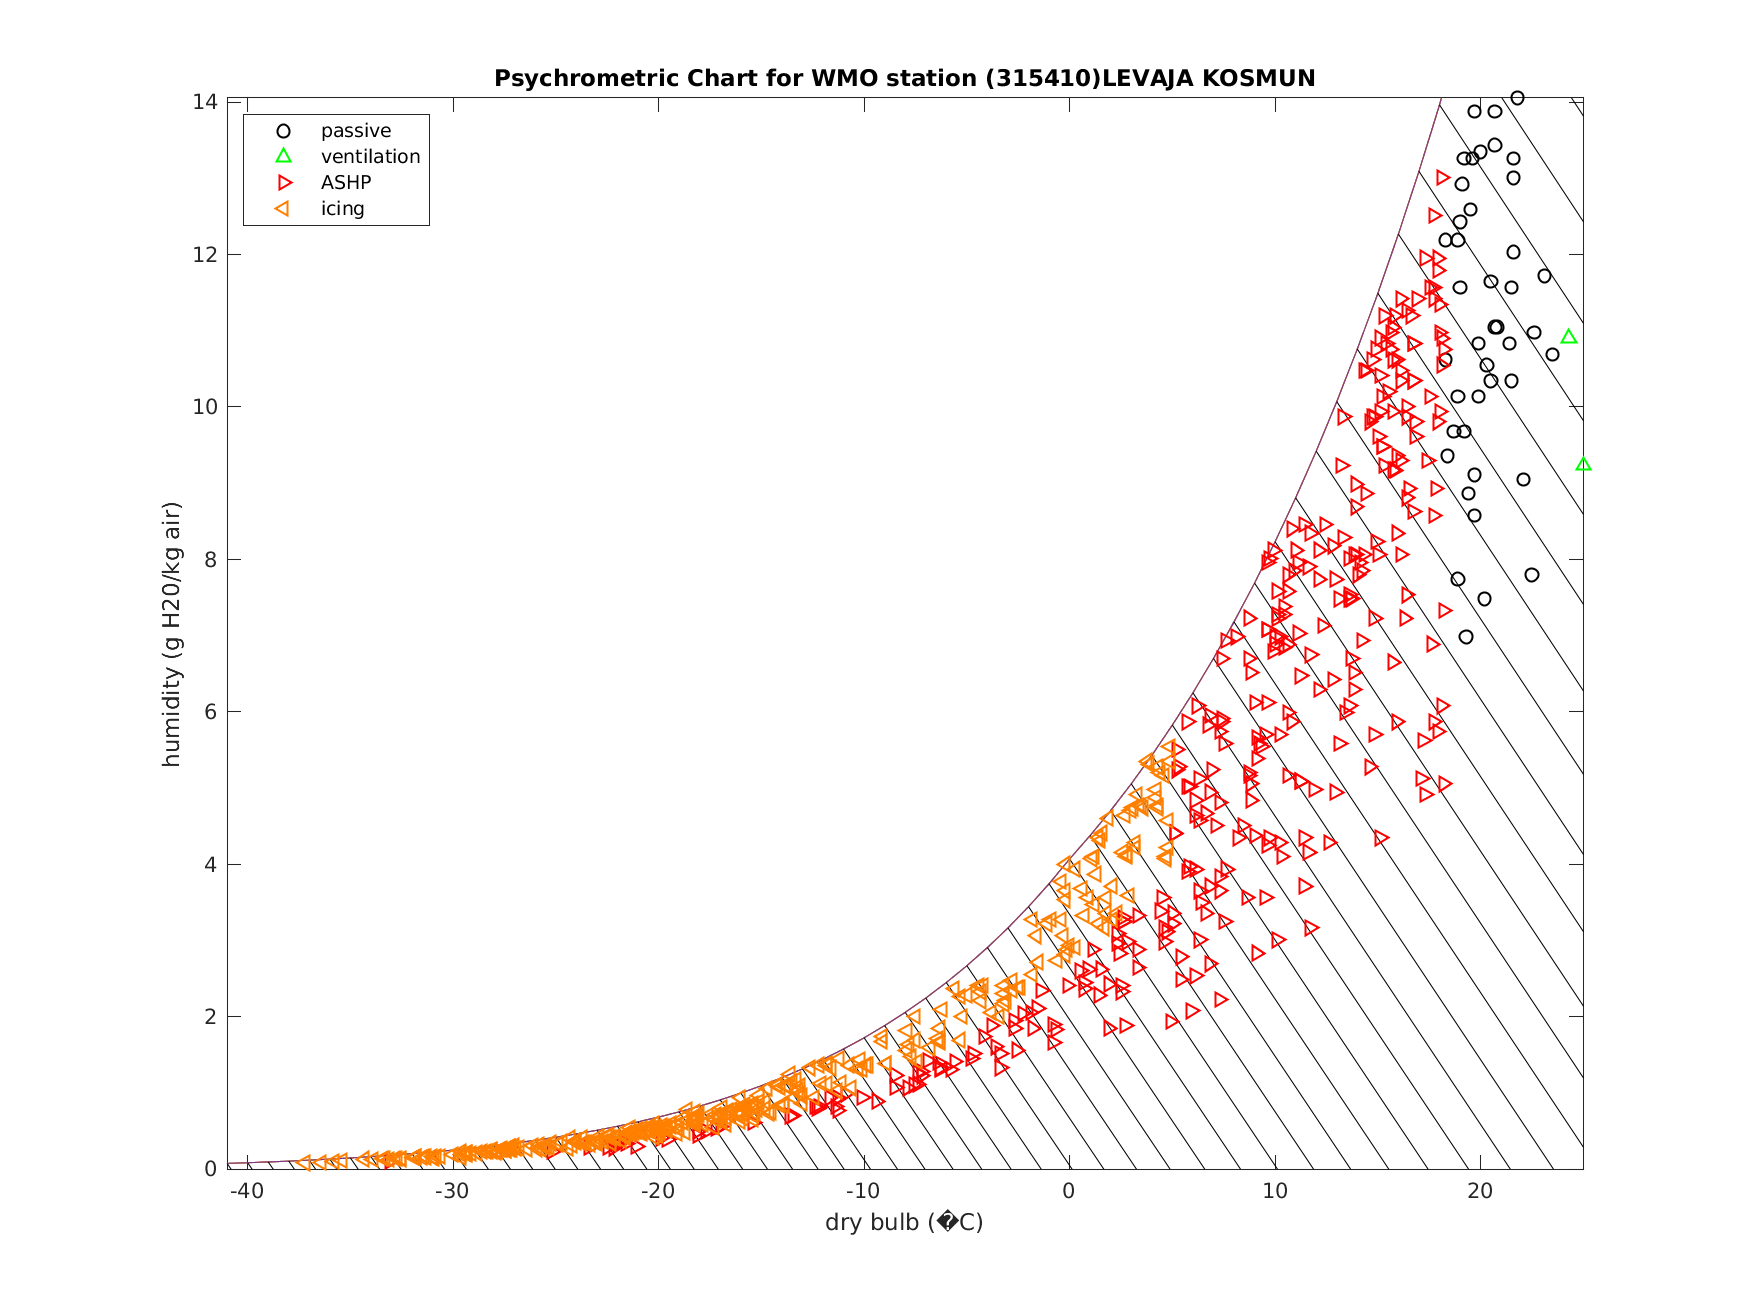 Psychrometric Chart for WMO station (315410)LEVAJA KOSMUN
passive
ventilation
ASHP
icing
14
12
10
8
6
4
2
0
humidity (g H20/kg air)
-40 -30 -20 -10 0 10 20
dry bulb (�C)